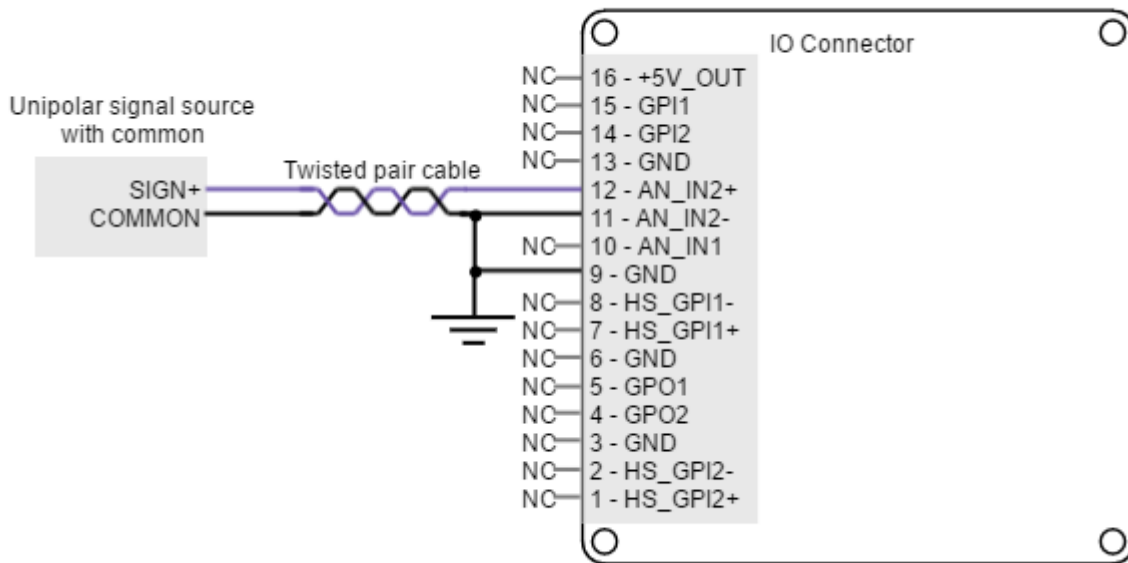 IO Connector
Unipolar signal source
with common
SIGN+
COMMON
Twisted pair cable
NC 16 - +5V_OUT
NC 15 - GPI1
NC 14 - GPI2
NC 13 - GND
12 - AN_IN2+
11 - AN_IN2-
NC 10 - AN_IN1
9 - GND
NC 8 - HS_GPI1-
NC 7 - HS_GPI1+
NC 6 - GND
NC 5 - GPO1
NC 4 - GPO2
NC 3 - GND
NC 2 - HS_GPI2-
NC 1 - HS_GPI2+